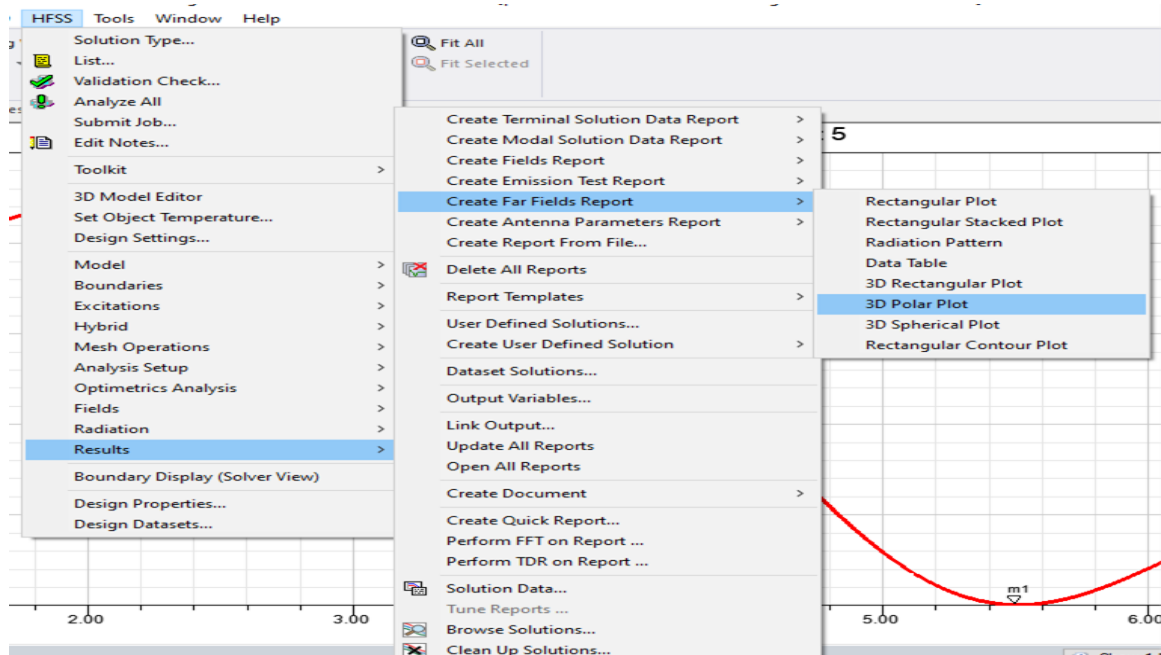 HFSS Tools Window Help
Solution Type...
List...
Validation Check...
Analyze All
Submit Job...
Edit Notes...
Toolkit >
3D Model Editor
Set Object Temperature...
Design Settings...
Model >
Boundaries >
Excitations >
Hybrid >
Mesh Operations >
Analysis Setup >
Optimetrics Analysis >
Fields >
Radiation >
Results >
Boundary Display (Solver View)
Design Properties...
Design Datasets...
Fit All
Fit Selected
Create Terminal Solution Data Report >
Create Modal Solution Data Report >
Create Fields Report >
Create Emission Test Report >
Create Far Fields Report >
Create Antenna Parameters Report >
Create Report From File...
Delete All Reports
Report Templates >
User Defined Solutions...
Create User Defined Solution >
Dataset Solutions...
Output Variables...
Link Output...
Update All Reports
Open All Reports
Create Document >
Create Quick Report...
Perform FFT on Report ...
Perform TDR on Report ...
Solution Data...
Tune Reports ...
Browse Solutions...
Clean Up Solutions...
5
Rectangular Plot
Rectangular Stacked Plot
Radiation Pattern
Data Table
3D Rectangular Plot
3D Polar Plot
3D Spherical Plot
Rectangular Contour Plot
m1
2.00 3.00 5.00 6.00